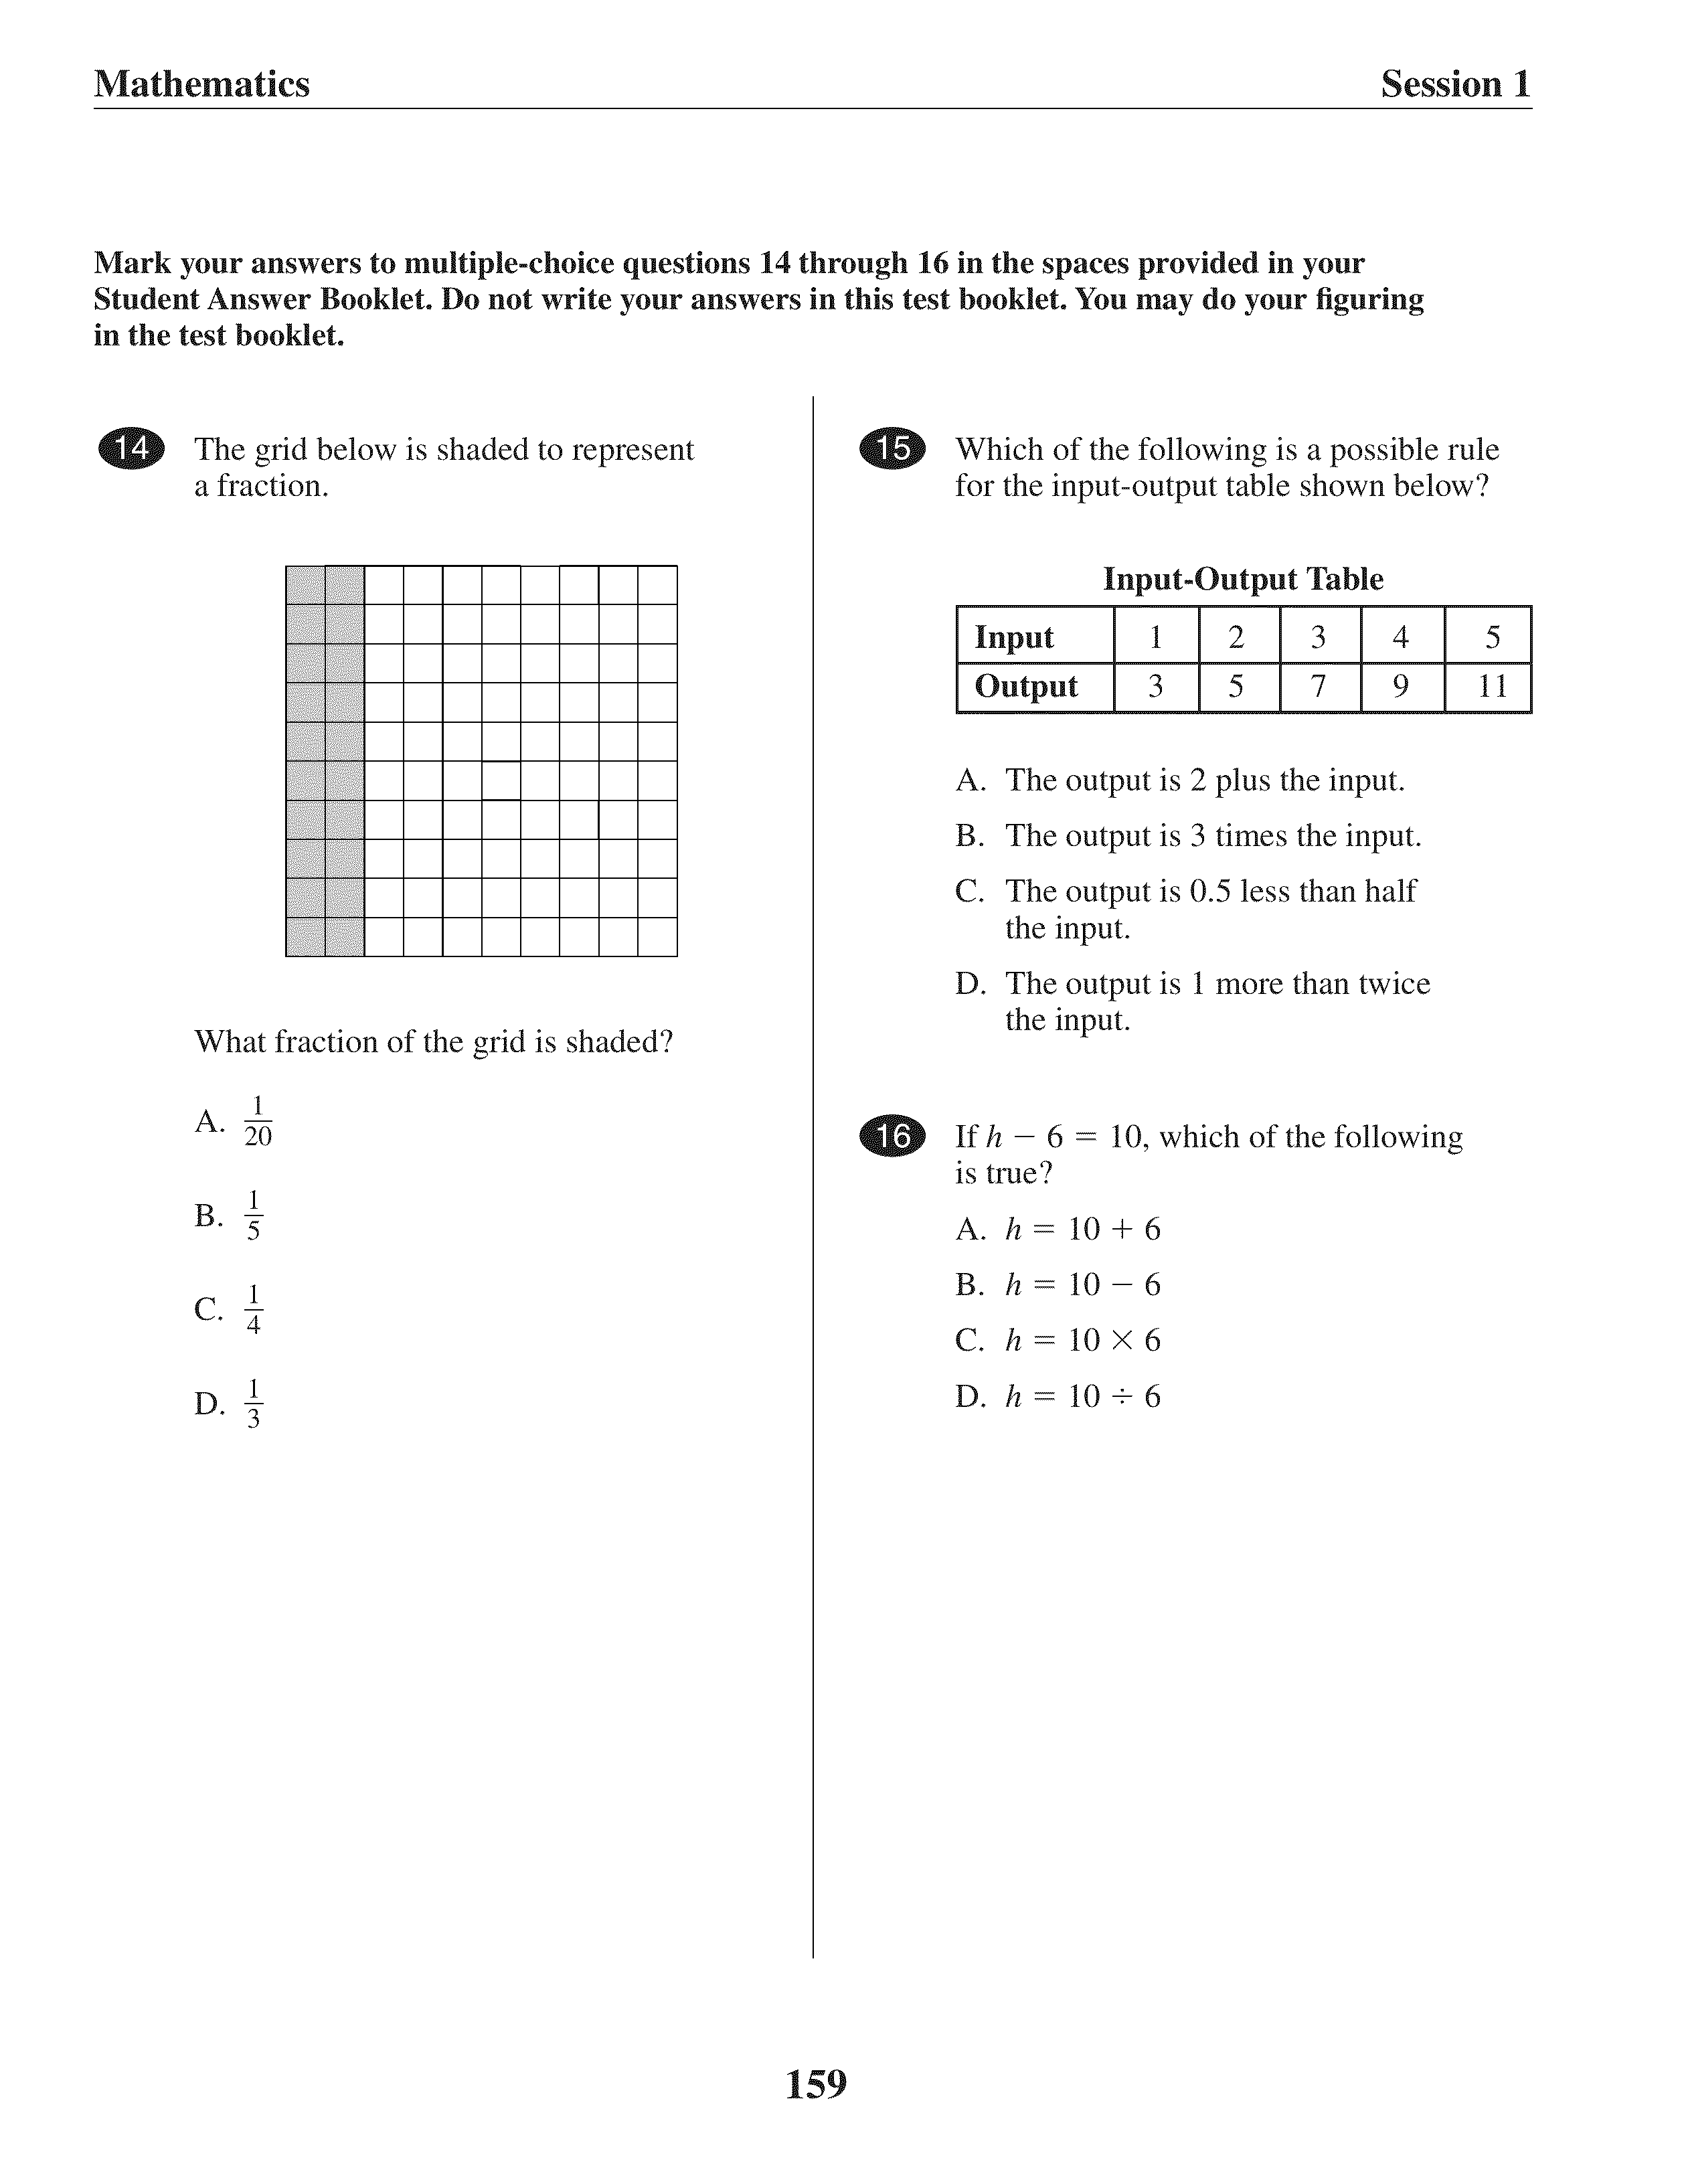 Mathematics
Session 1
Mark your answers to multiple-choice questions 14 through 16 in the spaces provided in your
Student Answer Booklet. Do not write your answers in this test booklet. You may do your figuring
in the test booklet.
14 The grid below is shaded to represent
a fraction.
What fraction of the grid is shaded?
A. 1/20
B. 1/5
C. 1/4
D. 1/3
15 Which of the following is a possible rule
for the input-output table shown below?
Input-Output Table
Input 1 2 3 4 5
Output 3 5 7 9 11
A. The output is 2 plus the input.
B. The output is 3 times the input.
C. The output is 0.5 less than half
the input.
D. The output is 1 more than twice
the input.
16 If h − 6 = 10, which of the following
is true?
A. h = 10 + 6
B. h = 10 − 6
C. h = 10 × 6
D. h = 10 ÷ 6
159